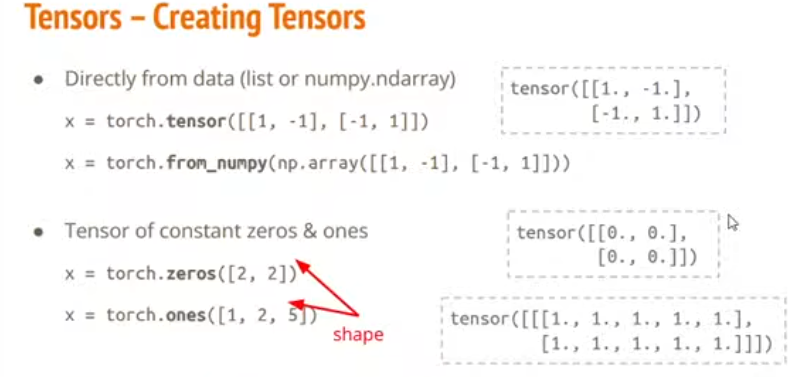 Tensors – Creating Tensors
● Directly from data (list or numpy.ndarray)
x = torch.tensor([[1, -1], [-1, 1]])
x = torch.from_numpy(np.array([[1, -1], [-1, 1]]))
tensor([[1., -1.],
[-1., 1.]])
● Tensor of constant zeros & ones
x = torch.zeros([2, 2])
x = torch.ones([1, 2, 5])
shape
tensor([[0., 0.],
[0., 0.]])
tensor([[[1., 1., 1., 1., 1.],
[1., 1., 1., 1., 1.]]])